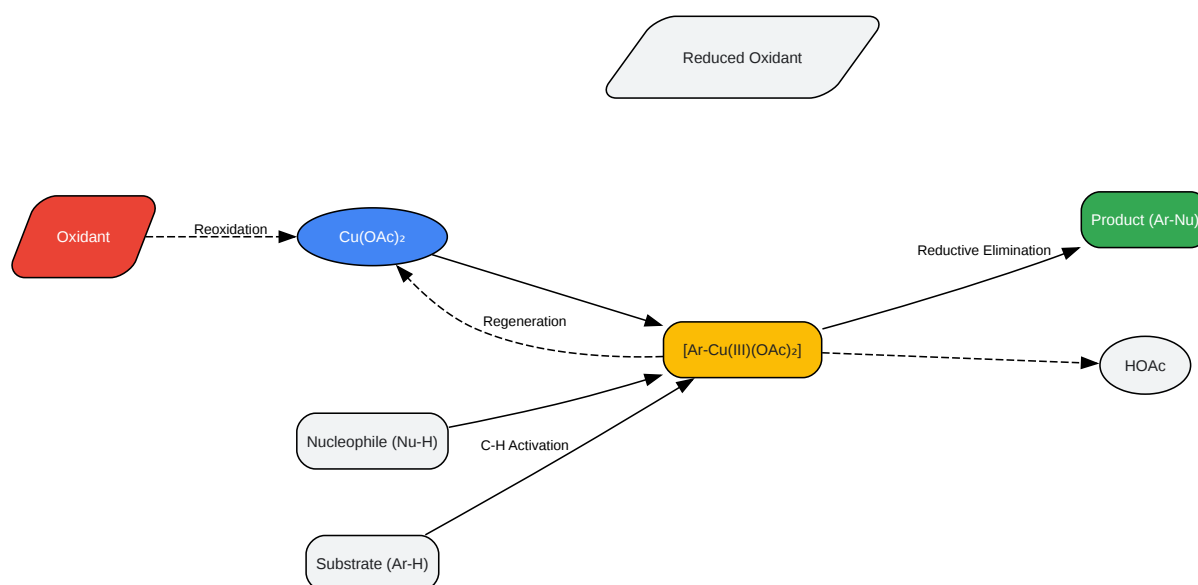 Reduced Oxidant
Oxidant
Reoxidation
Cu(OAc)₂
Product (Ar-Nu)
Reductive Elimination
Regeneration
[Ar-Cu(III)(OAc)₂]
HOAc
Nucleophile (Nu-H)
C-H Activation
Substrate (Ar-H)